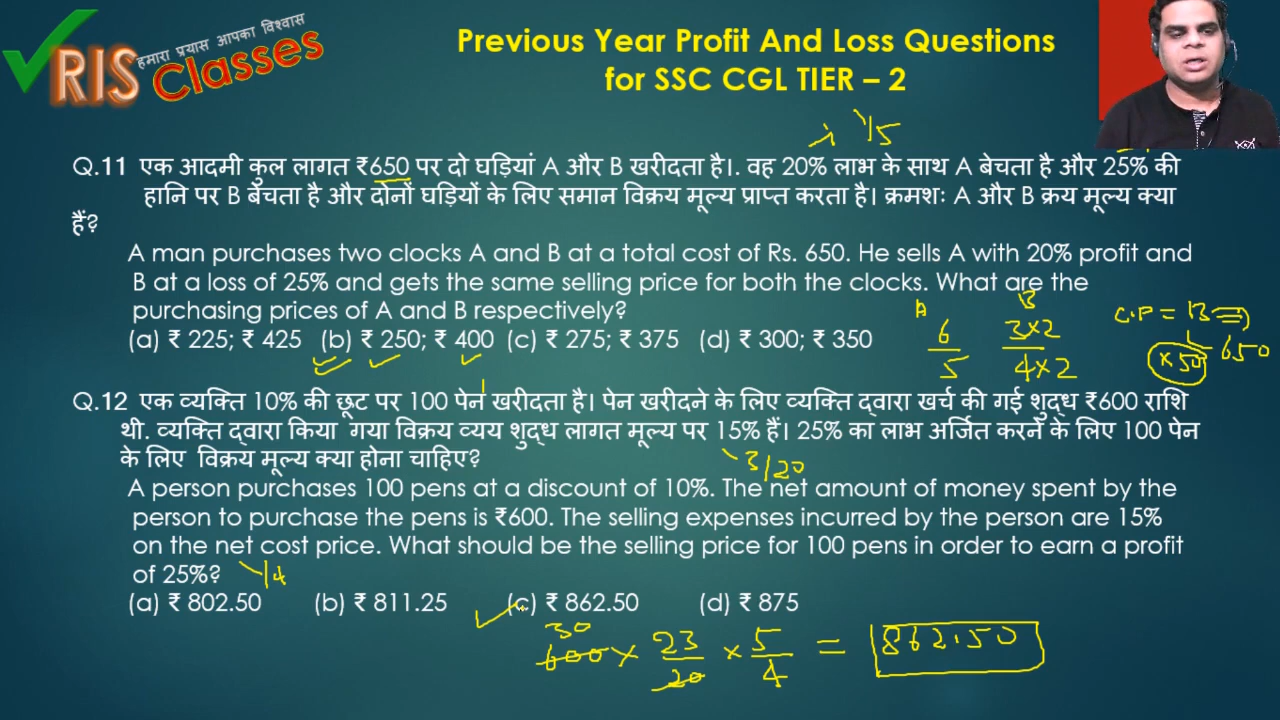 RIS
Classes
हमारा प्रयास आपका विश्वास
Previous Year Profit And Loss Questions
for SSC CGL TIER – 2
1/5
Q.11 एक आदमी कुल लागत ₹650 पर दो घड़ियां A और B खरीदता है।. वह 20% लाभ के साथ A बेचता है और 25% की
हानि पर B बेचता है और दोनों घड़ियों के लिए समान विक्रय मूल्य प्राप्त करता है। क्रमशः A और B क्रय मूल्य क्या
हैं?
A man purchases two clocks A and B at a total cost of Rs. 650. He sells A with 20% profit and
B at a loss of 25% and gets the same selling price for both the clocks. What are the
purchasing prices of A and B respectively?
(a) ₹ 225; ₹ 425 (b) ₹ 250; ₹ 400 (c) ₹ 275; ₹ 375 (d) ₹ 300; ₹ 350
A B
6 3×2 C.P = 13
5 4×2 ×50 650
Q.12 एक व्यक्ति 10% की छूट पर 100 पेन खरीदता है। पेन खरीदने के लिए व्यक्ति द्वारा खर्च की गई शुद्ध ₹600 राशि
थी. व्यक्ति द्वारा किया गया विक्रय व्यय शुद्ध लागत मूल्य पर 15% हैं। 25% का लाभ अर्जित करने के लिए 100 पेन
के लिए विक्रय मूल्य क्या होना चाहिए?
3/20
A person purchases 100 pens at a discount of 10%. The net amount of money spent by the
person to purchase the pens is ₹600. The selling expenses incurred by the person are 15%
on the net cost price. What should be the selling price for 100 pens in order to earn a profit
of 25%? 1/4
(a) ₹ 802.50 (b) ₹ 811.25 (c) ₹ 862.50 (d) ₹ 875
30
600 × 23 × 5 = 862.50
20 4